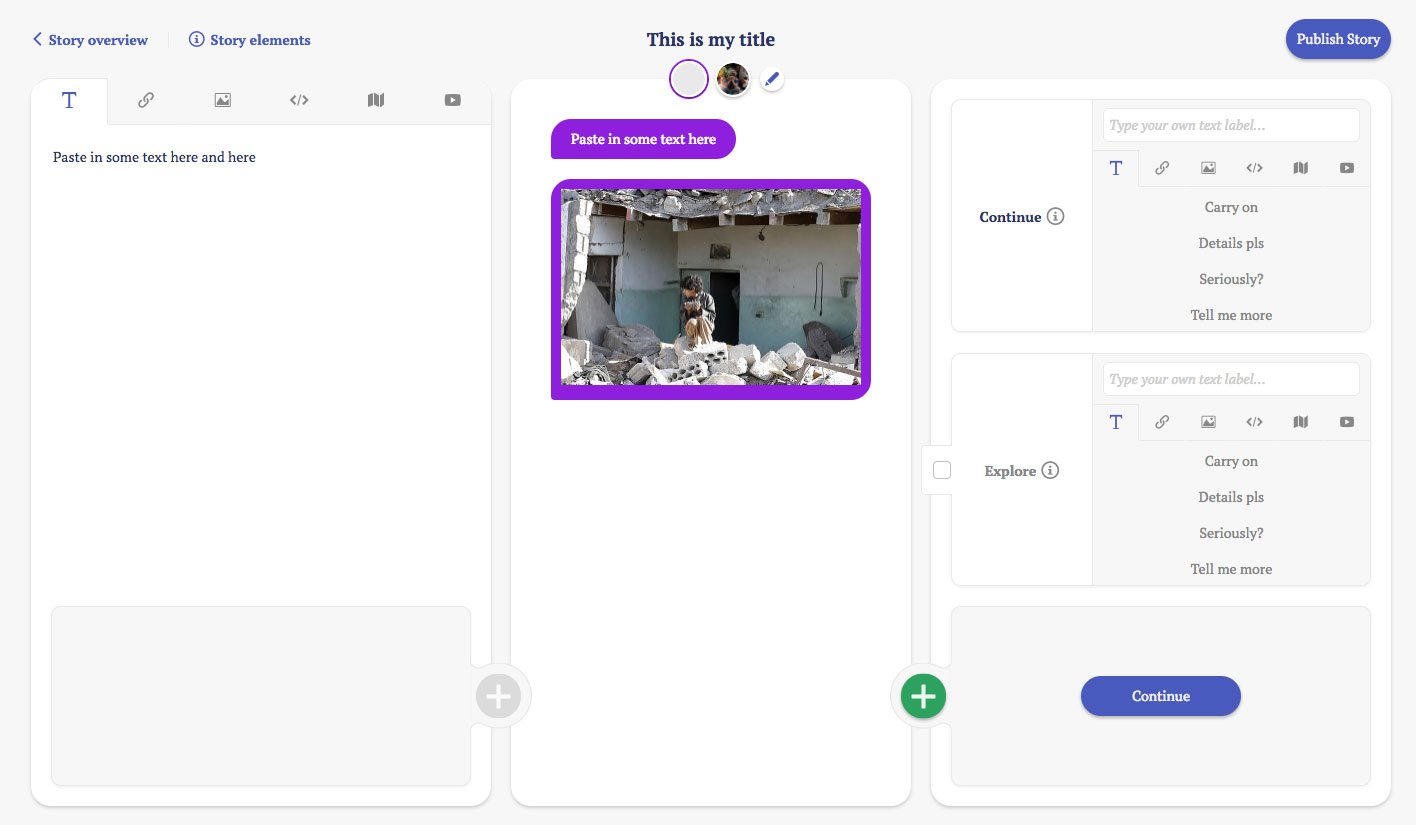 Story overview
Story elements
This is my title
Publish Story
T
Paste in some text here and here
Paste in some text here
Continue
Type your own text label...
T
Carry on
Details pls
Seriously?
Tell me more
Explore
Type your own text label...
T
Carry on
Details pls
Seriously?
Tell me more
Continue